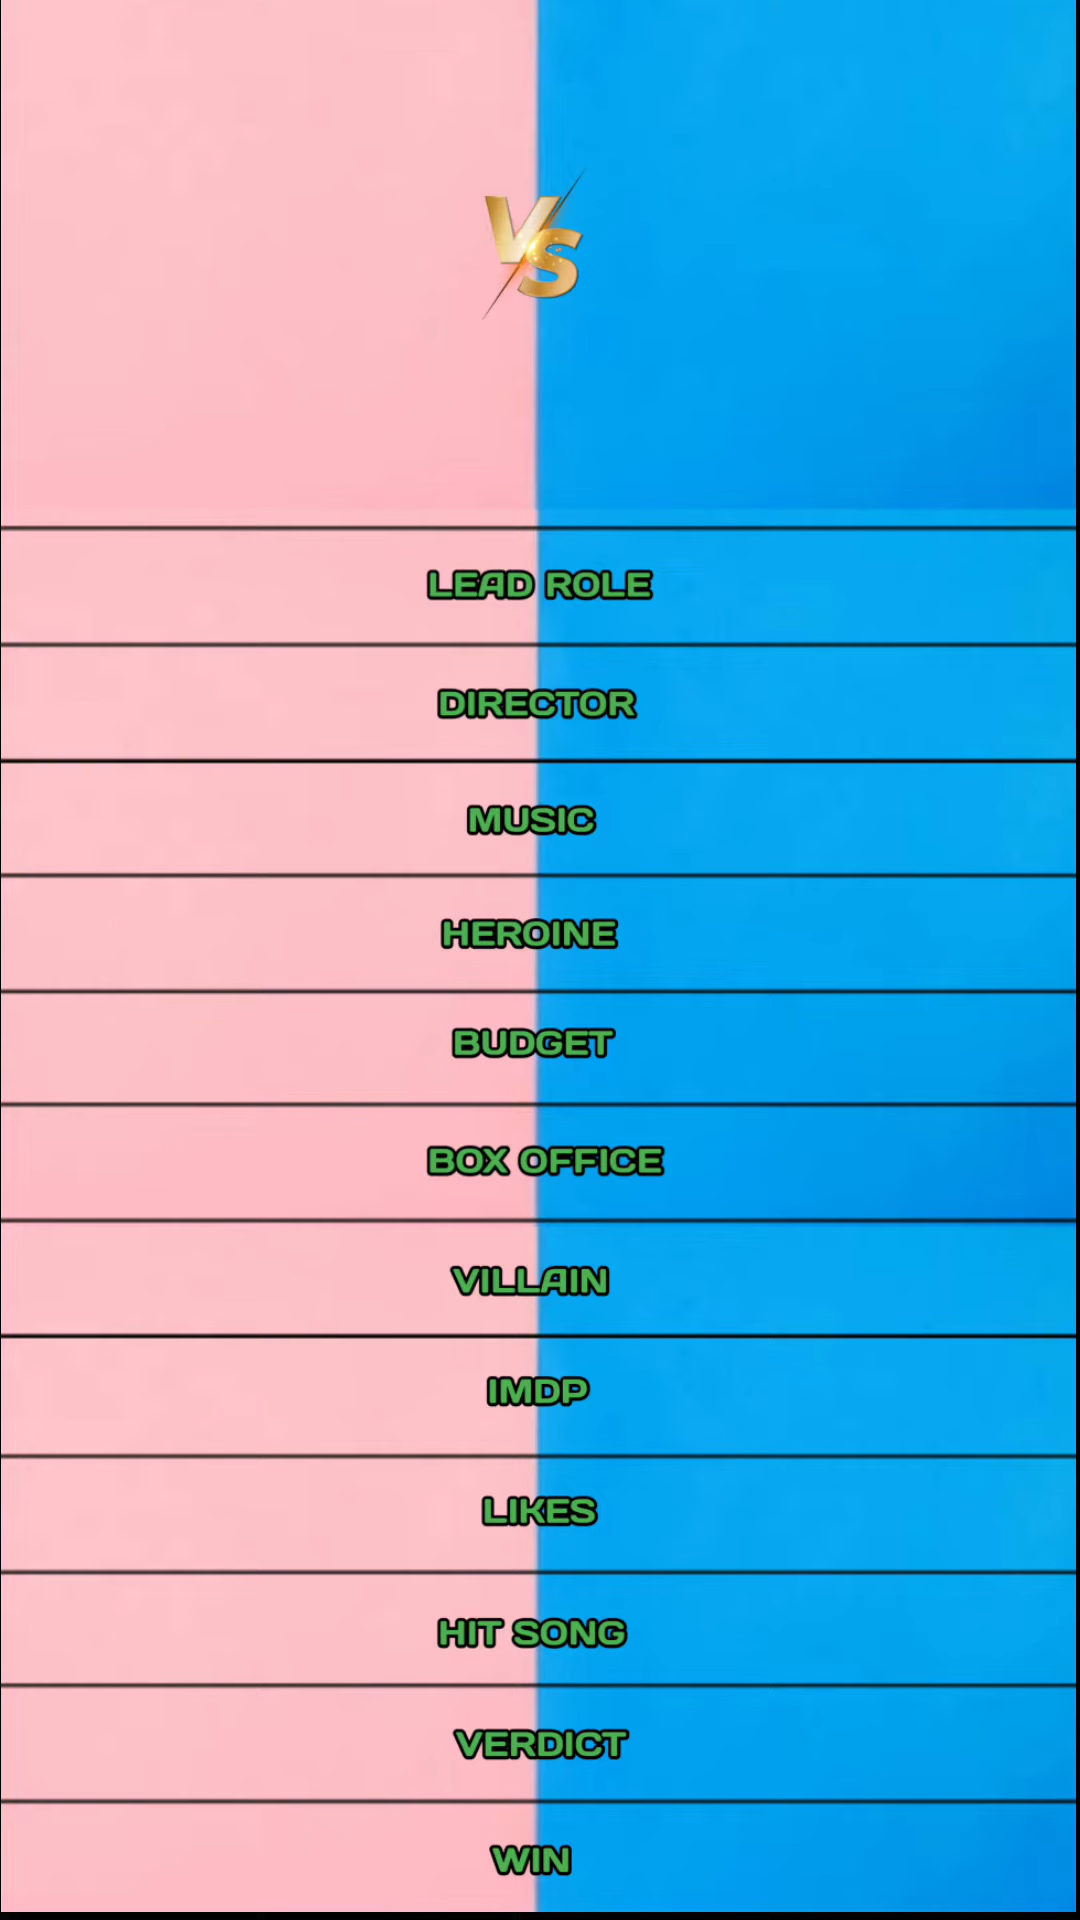 VS
LEAD ROLE
DIRECTOR
MUSIC
HEROINE
BUDGET
BOX OFFICE
VILLAIN
IMDP
LIKES
HIT SONG
VERDICT
WIN